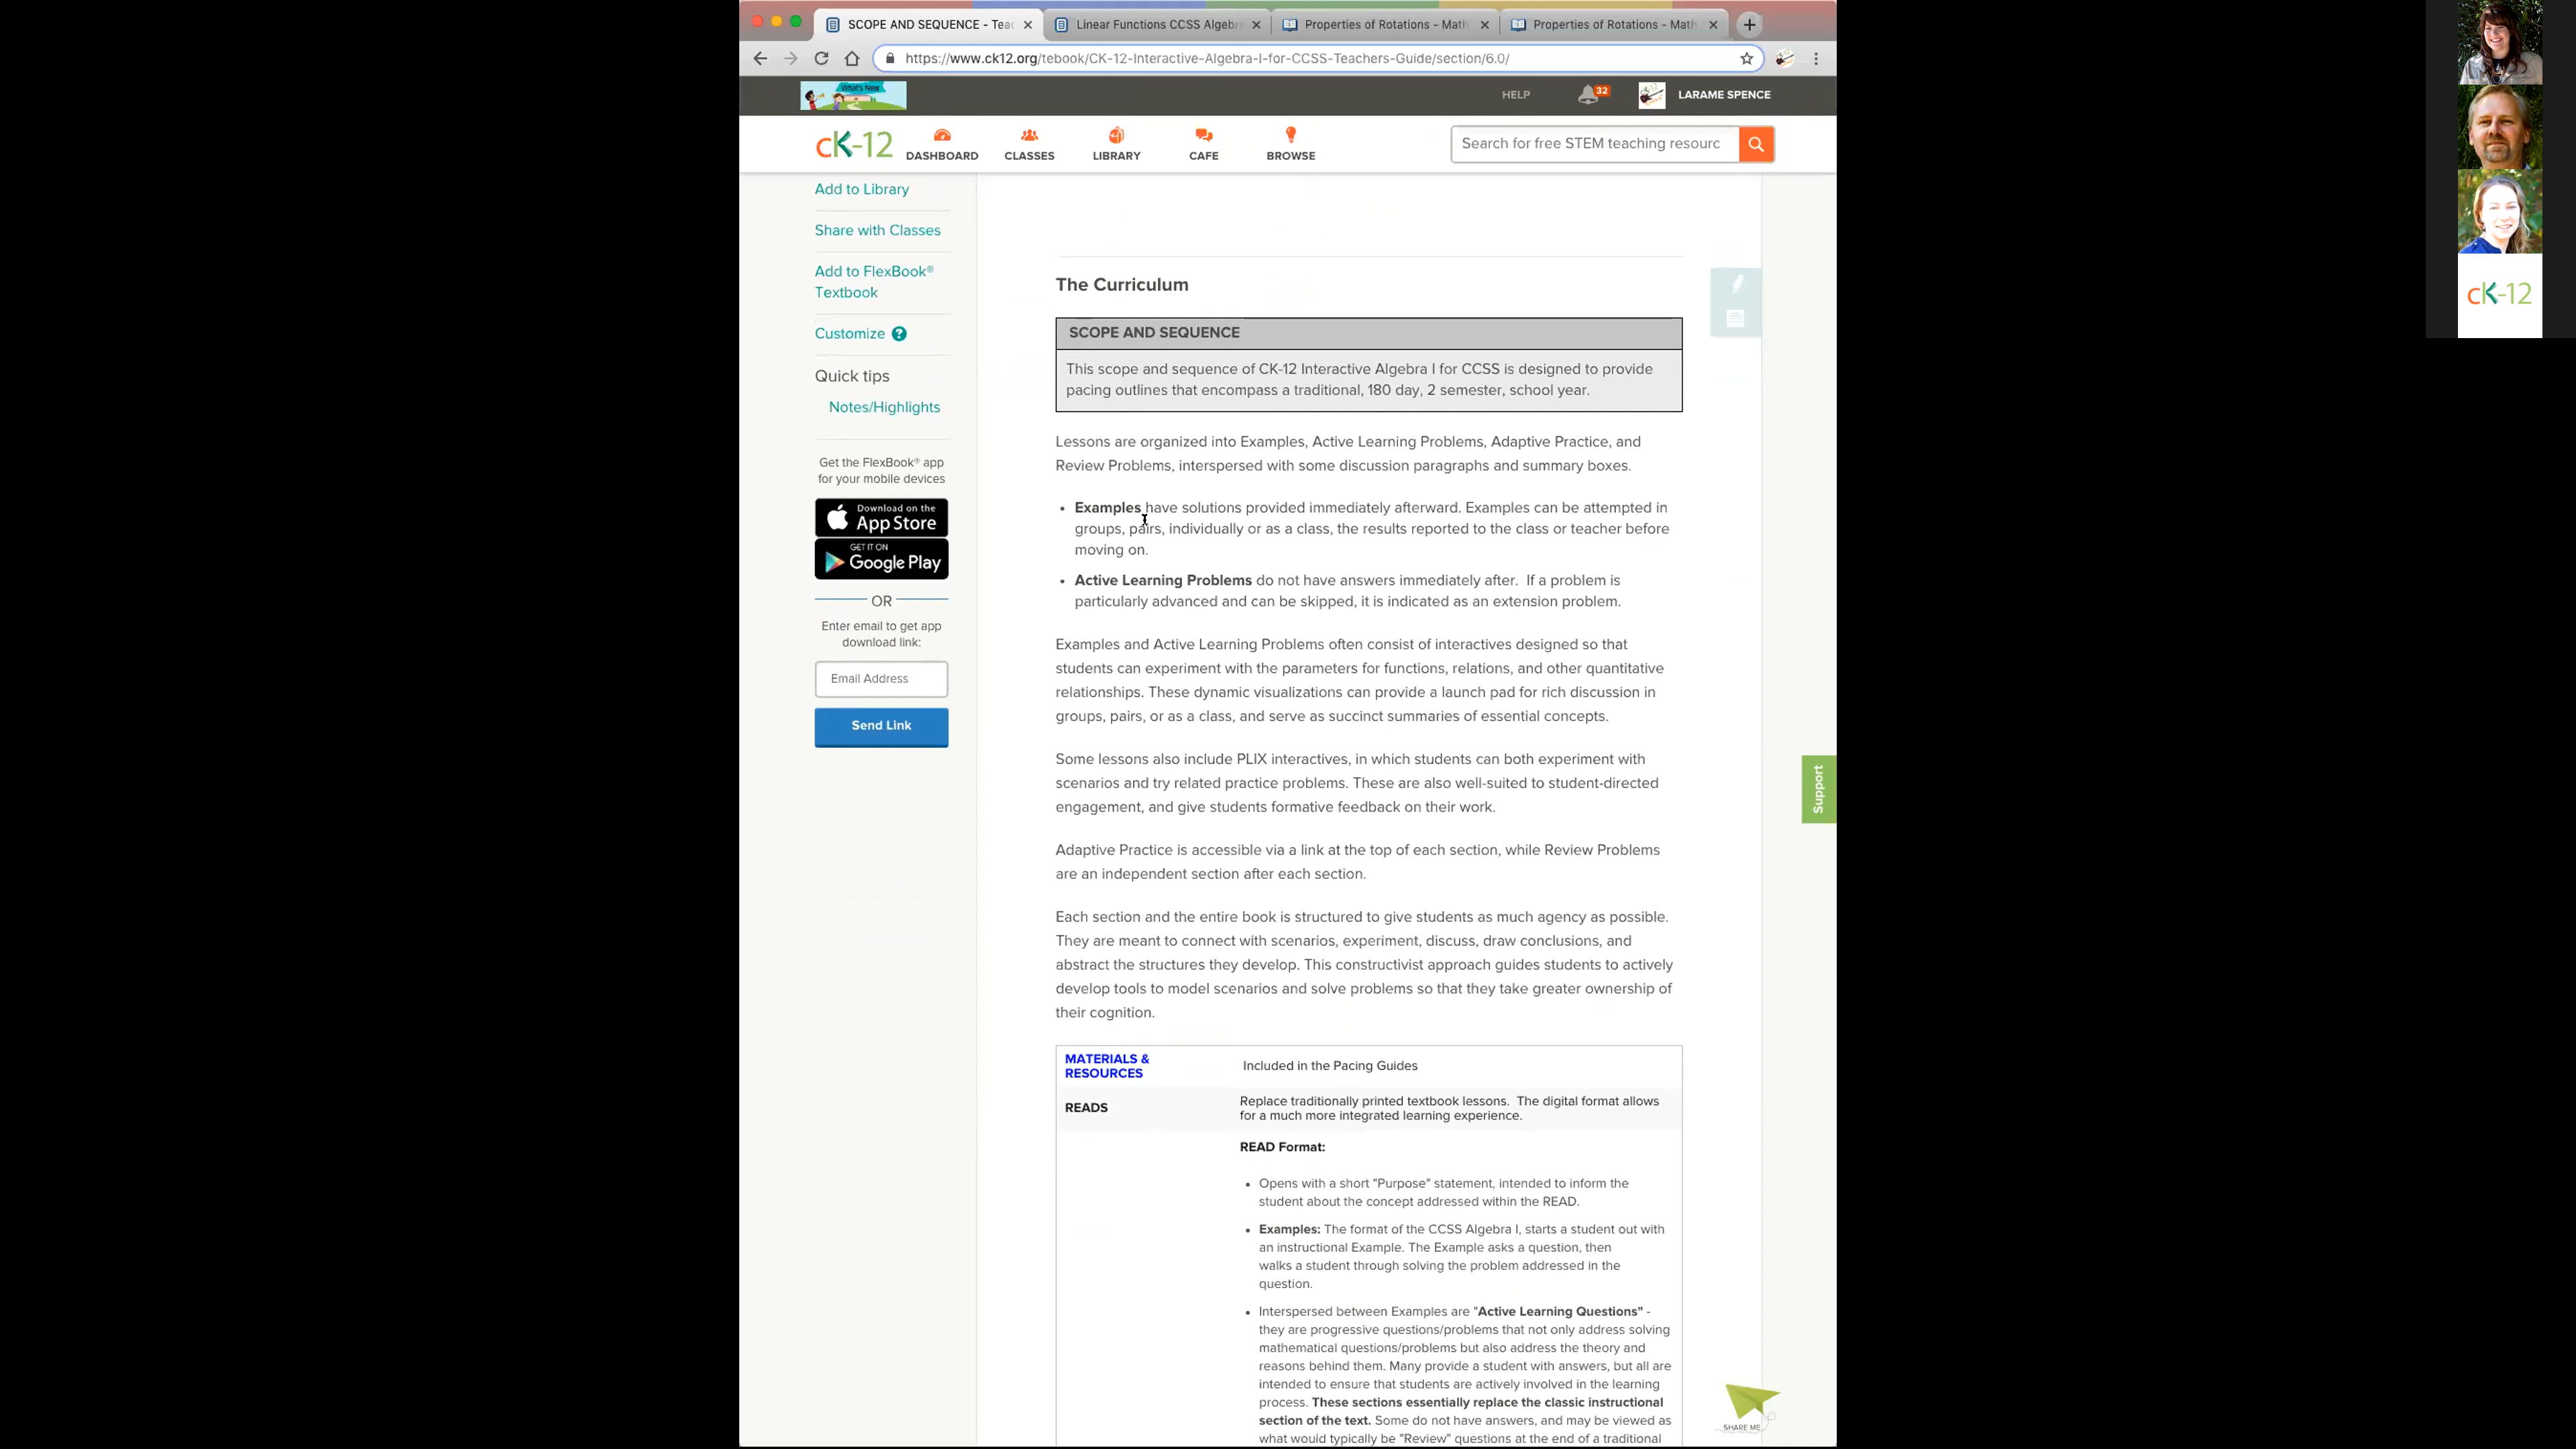 SCOPE AND SEQUENCE - Teac
Linear Functions CCSS Algebr
Properties of Rotations - Math
Properties of Rotations - Math
https://www.ck12.org/tebook/CK-12-Interactive-Algebra-I-for-CCSS-Teachers-Guide/section/6.0/
What's New
HELP
32
LARAME SPENCE
cK-12
DASHBOARD
CLASSES
LIBRARY
CAFE
BROWSE
Search for free STEM teaching resourc
Add to Library
Share with Classes
Add to FlexBook®
Textbook
Customize ?
Quick tips
Notes/Highlights
Get the FlexBook® app
for your mobile devices
Download on the
App Store
GET IT ON
Google Play
OR
Enter email to get app
download link:
Email Address
Send Link
The Curriculum
SCOPE AND SEQUENCE
This scope and sequence of CK-12 Interactive Algebra I for CCSS is designed to provide
pacing outlines that encompass a traditional, 180 day, 2 semester, school year.
Lessons are organized into Examples, Active Learning Problems, Adaptive Practice, and
Review Problems, interspersed with some discussion paragraphs and summary boxes.
• Examples have solutions provided immediately afterward. Examples can be attempted in
groups, pairs, individually or as a class, the results reported to the class or teacher before
moving on.
• Active Learning Problems do not have answers immediately after. If a problem is
particularly advanced and can be skipped, it is indicated as an extension problem.
Examples and Active Learning Problems often consist of interactives designed so that
students can experiment with the parameters for functions, relations, and other quantitative
relationships. These dynamic visualizations can provide a launch pad for rich discussion in
groups, pairs, or as a class, and serve as succinct summaries of essential concepts.
Some lessons also include PLIX interactives, in which students can both experiment with
scenarios and try related practice problems. These are also well-suited to student-directed
engagement, and give students formative feedback on their work.
Adaptive Practice is accessible via a link at the top of each section, while Review Problems
are an independent section after each section.
Each section and the entire book is structured to give students as much agency as possible.
They are meant to connect with scenarios, experiment, discuss, draw conclusions, and
abstract the structures they develop. This constructivist approach guides students to actively
develop tools to model scenarios and solve problems so that they take greater ownership of
their cognition.
MATERIALS &
RESOURCES
Included in the Pacing Guides
READS
Replace traditionally printed textbook lessons. The digital format allows
for a much more integrated learning experience.
READ Format:
• Opens with a short "Purpose" statement, intended to inform the
student about the concept addressed within the READ.
• Examples: The format of the CCSS Algebra I, starts a student out with
an instructional Example. The Example asks a question, then
walks a student through solving the problem addressed in the
question.
• Interspersed between Examples are "Active Learning Questions" -
they are progressive questions/problems that not only address solving
mathematical questions/problems but also address the theory and
reasons behind them. Many provide a student with answers, but all are
intended to ensure that students are actively involved in the learning
process. These sections essentially replace the classic instructional
section of the text. Some do not have answers, and may be viewed as
what would typically be "Review" questions at the end of a traditional
Support
SHARE ME
cK-12